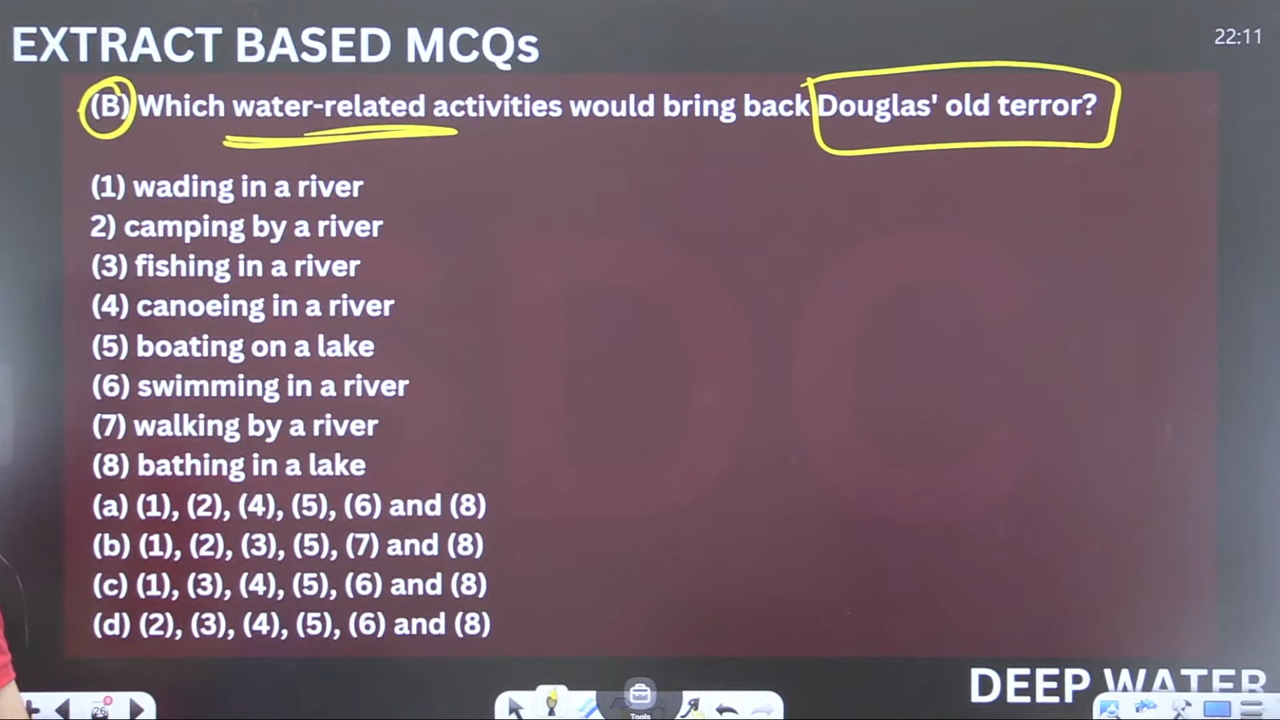 EXTRACT BASED MCQs
22:11
(B) Which water-related activities would bring back Douglas' old terror?
(1) wading in a river
2) camping by a river
(3) fishing in a river
(4) canoeing in a river
(5) boating on a lake
(6) swimming in a river
(7) walking by a river
(8) bathing in a lake
(a) (1), (2), (4), (5), (6) and (8)
(b) (1), (2), (3), (5), (7) and (8)
(c) (1), (3), (4), (5), (6) and (8)
(d) (2), (3), (4), (5), (6) and (8)
DC
DEEP WATER
26
Tools